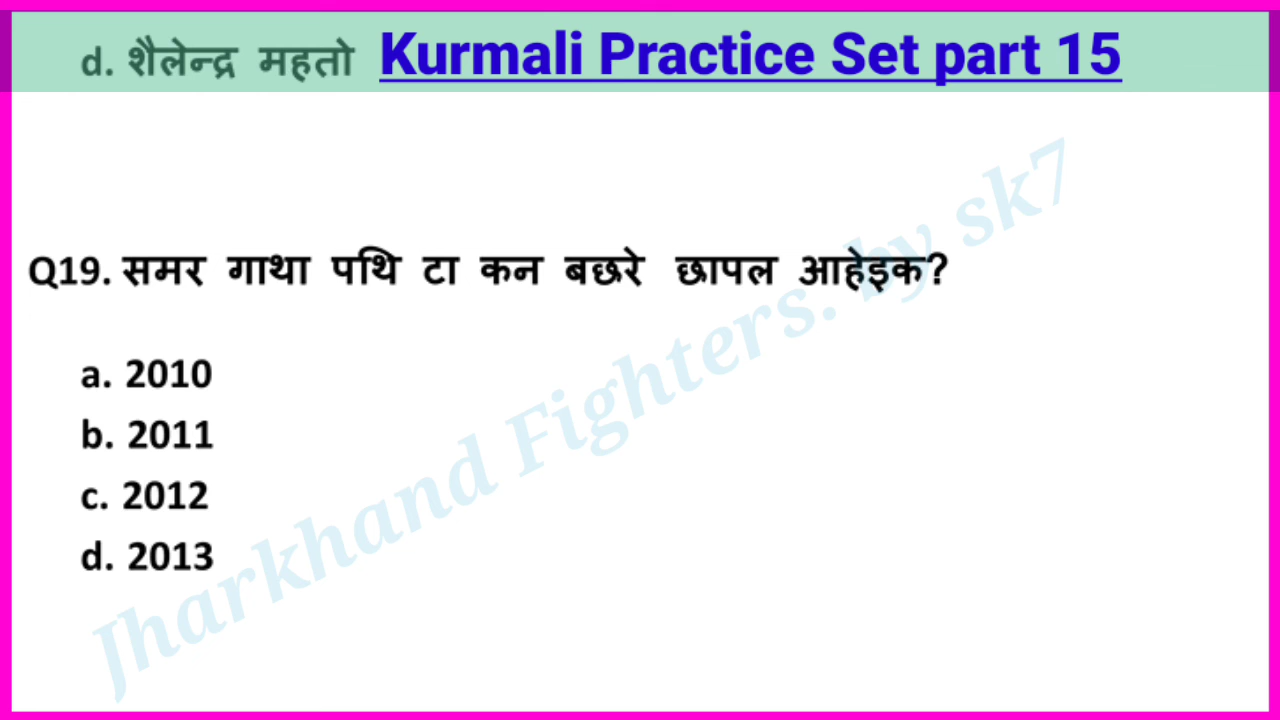 d. शैलेन्द्र महतो Kurmali Practice Set part 15
Q19. समर गाथा पथि टा कन बछरे छापल आहेइक?
a. 2010
b. 2011
c. 2012
d. 2013
Jharkhand Fighters. by sk7